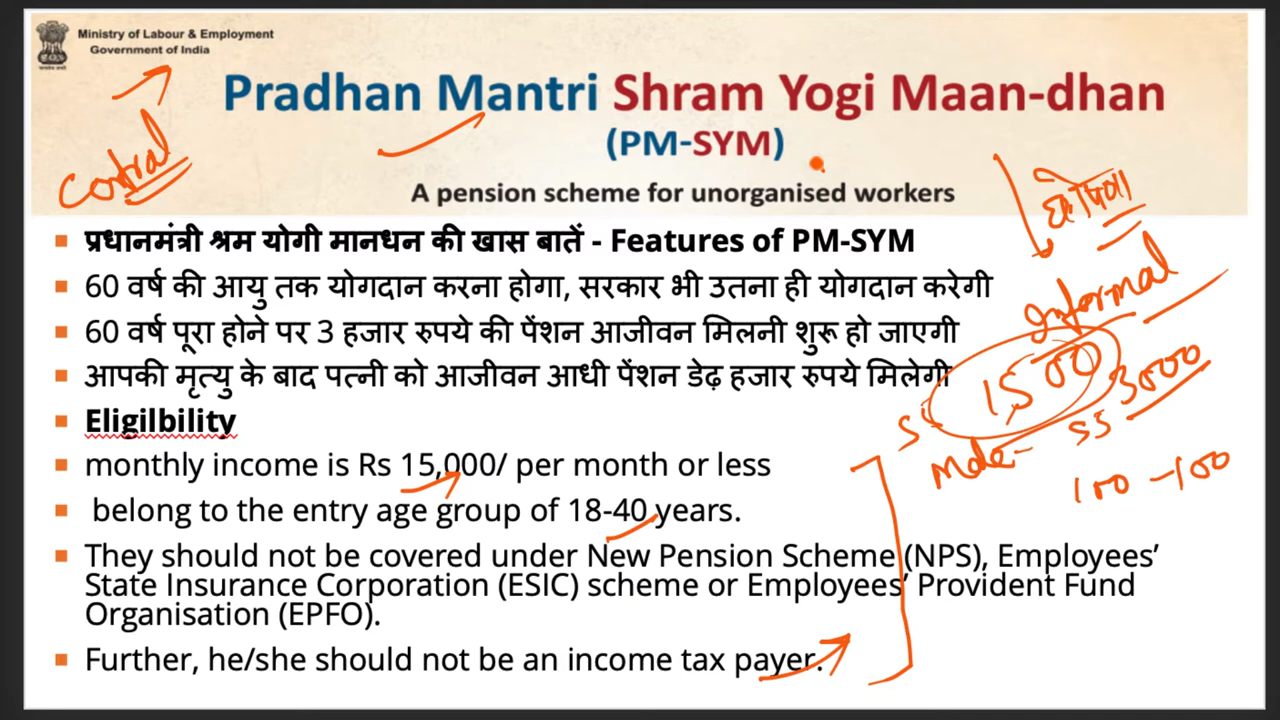 Ministry of Labour & Employment
Government of India
Pradhan Mantri Shram Yogi Maan-dhan
(PM-SYM)
A pension scheme for unorganised workers
Central
Informal
1500
3000
55
100 - 100
प्रधानमंत्री श्रम योगी मानधन की खास बातें - Features of PM-SYM
60 वर्ष की आयु तक योगदान करना होगा, सरकार भी उतना ही योगदान करेगी
60 वर्ष पूरा होने पर 3 हजार रुपये की पेंशन आजीवन मिलनी शुरू हो जाएगी
आपकी मृत्यु के बाद पत्नी को आजीवन आधी पेंशन डेढ़ हजार रुपये मिलेगी
Eligilbility
monthly income is Rs 15,000/ per month or less
belong to the entry age group of 18-40 years.
They should not be covered under New Pension Scheme (NPS), Employees’
State Insurance Corporation (ESIC) scheme or Employees’ Provident Fund
Organisation (EPFO).
Further, he/she should not be an income tax payer.